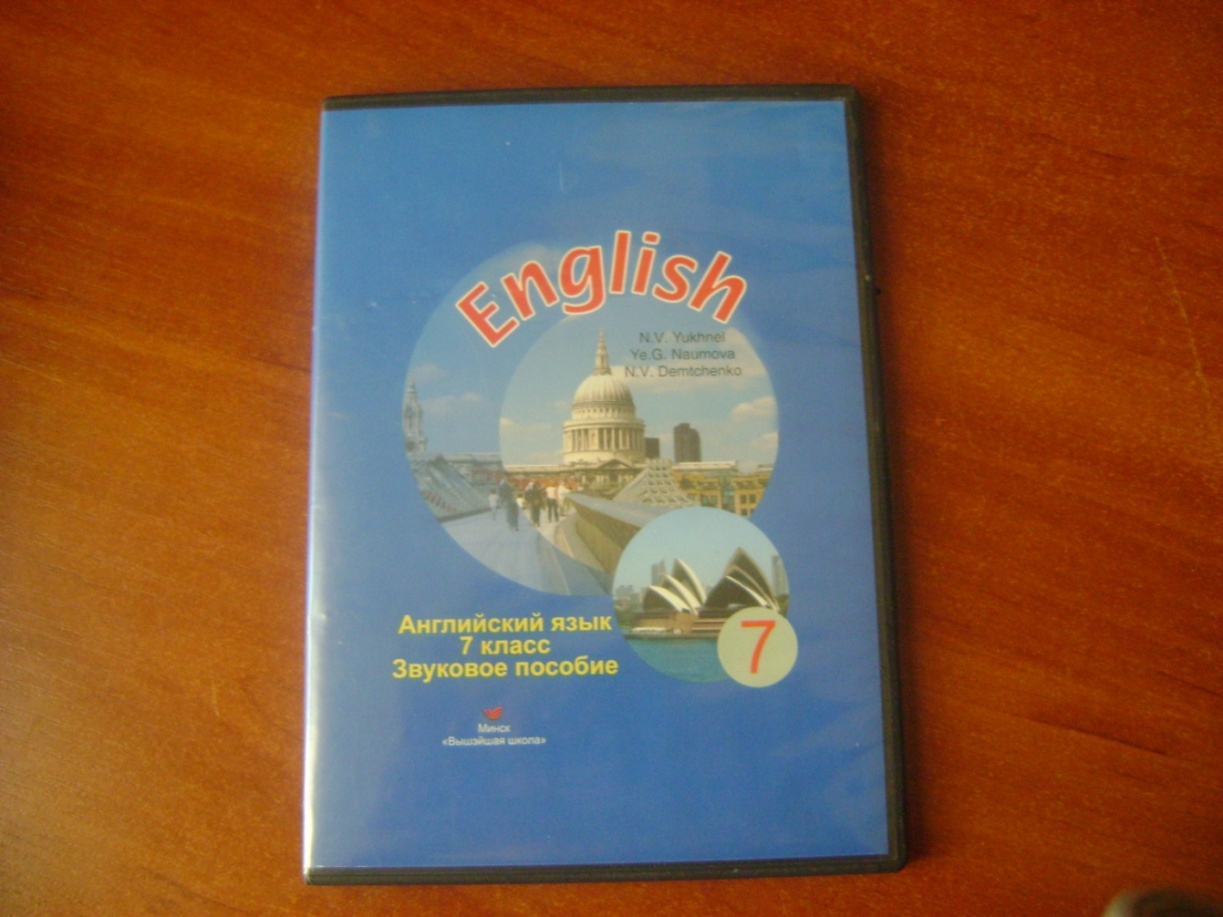 English
N.V. Yukhnel
Ye.G. Naumova
N.V. Demtchenko
Английский язык
7 класс
Звуковое пособие
7
Минск
«Вышэйшая школа»